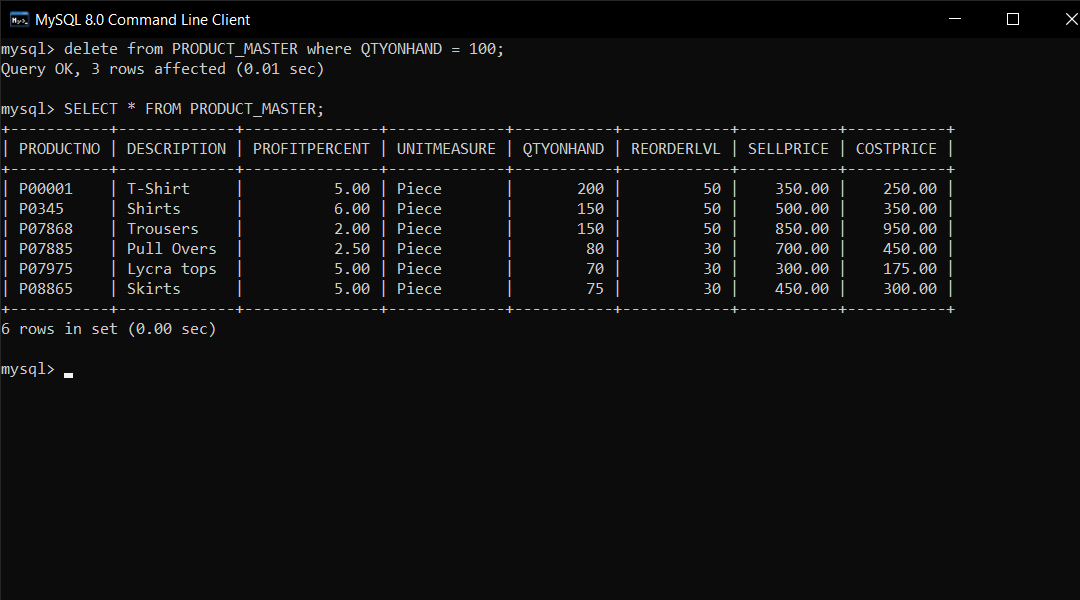 MySQL 8.0 Command Line Client
mysql> delete from PRODUCT_MASTER where QTYONHAND = 100;
Query OK, 3 rows affected (0.01 sec)
mysql> SELECT * FROM PRODUCT_MASTER;
+-----------+-------------+---------------+-------------+-----------+------------+-----------+-----------+
| PRODUCTNO | DESCRIPTION | PROFITPERCENT | UNITMEASURE | QTYONHAND | REORDERLVL | SELLPRICE | COSTPRICE |
+-----------+-------------+---------------+-------------+-----------+------------+-----------+-----------+
| P00001    | T-Shirt     |          5.00 | Piece       |       200 |         50 |    350.00 |    250.00 |
| P0345     | Shirts      |          6.00 | Piece       |       150 |         50 |    500.00 |    350.00 |
| P07868    | Trousers    |          2.00 | Piece       |       150 |         50 |    850.00 |    950.00 |
| P07885    | Pull Overs  |          2.50 | Piece       |        80 |         30 |    700.00 |    450.00 |
| P07975    | Lycra tops  |          5.00 | Piece       |        70 |         30 |    300.00 |    175.00 |
| P08865    | Skirts      |          5.00 | Piece       |        75 |         30 |    450.00 |    300.00 |
+-----------+-------------+---------------+-------------+-----------+------------+-----------+-----------+
6 rows in set (0.00 sec)
mysql>